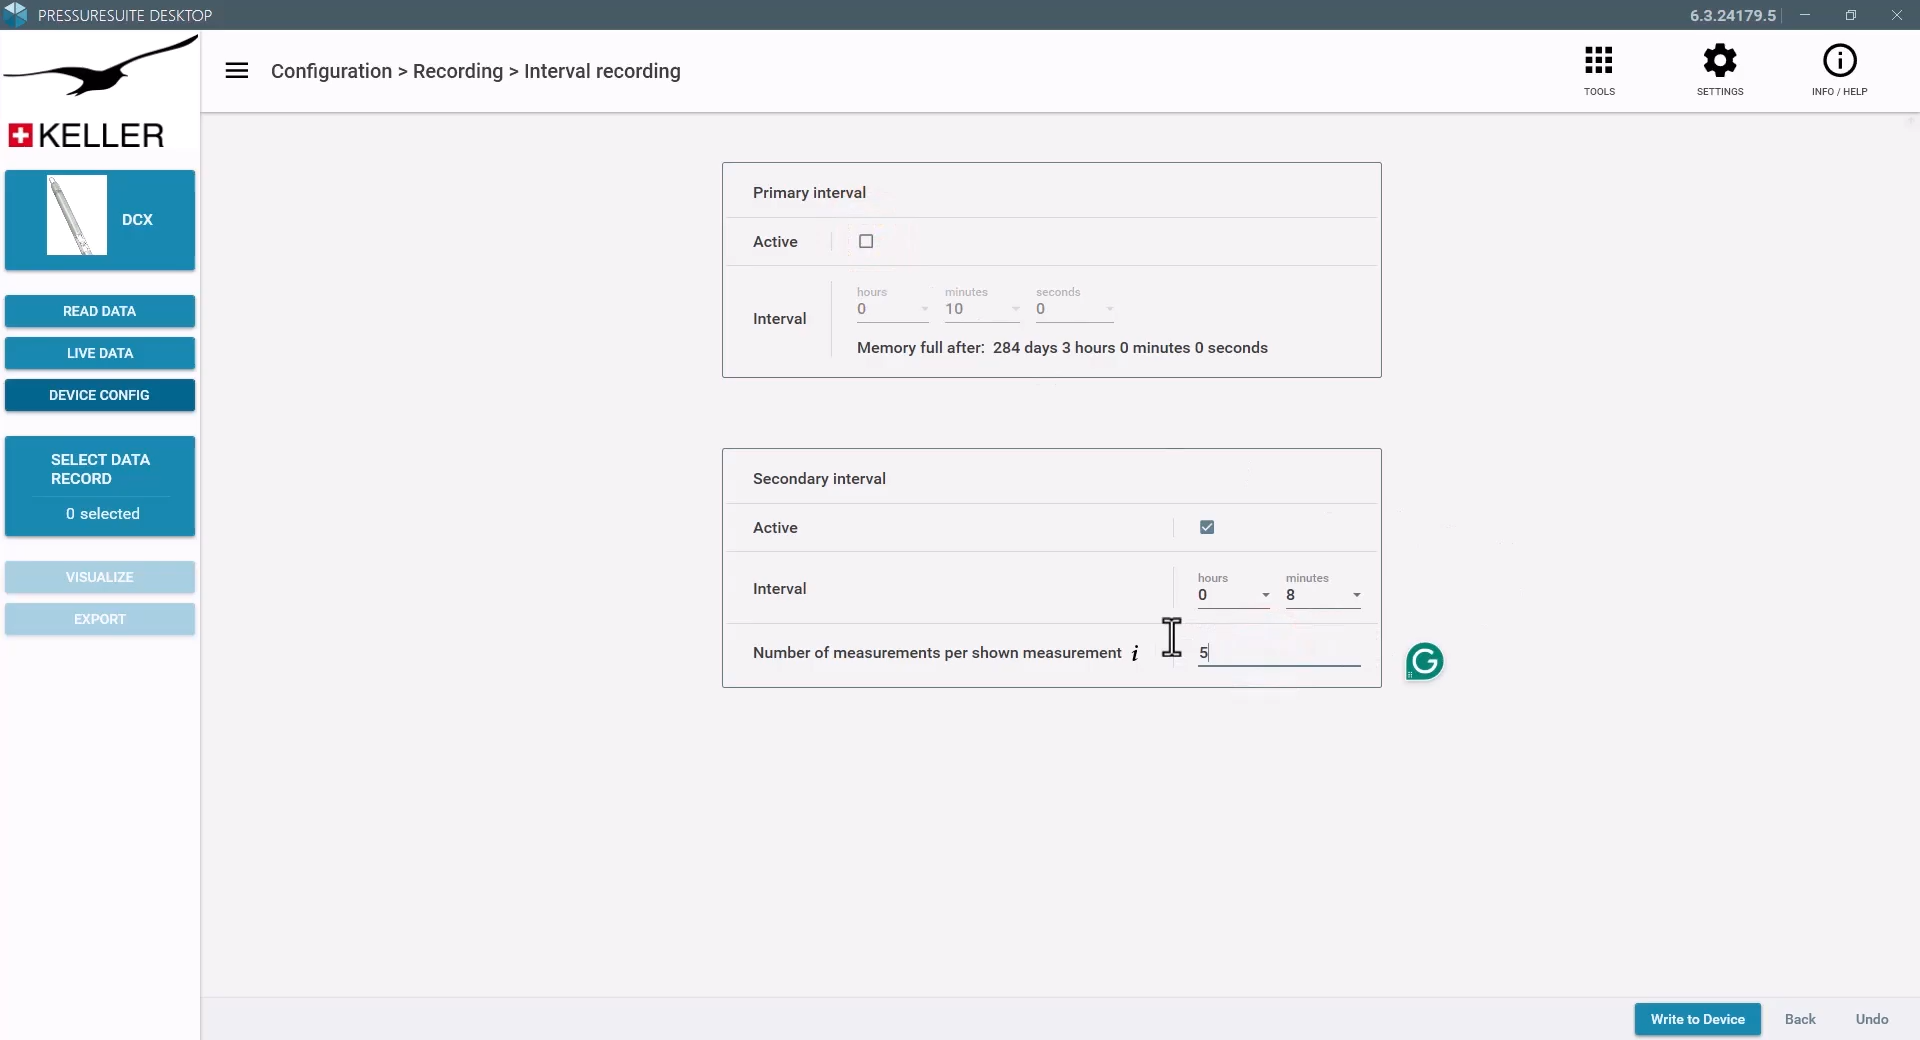 PRESSURESUITE DESKTOP
6.3.24179.5
KELLER
Configuration > Recording > Interval recording
TOOLS
SETTINGS
INFO / HELP
DCX
READ DATA
LIVE DATA
DEVICE CONFIG
SELECT DATA
RECORD
0 selected
VISUALIZE
EXPORT
Primary interval
Active
Interval
hours minutes seconds
0 10 0
Memory full after: 284 days 3 hours 0 minutes 0 seconds
Secondary interval
Active
Interval
hours minutes
0 8
Number of measurements per shown measurement i 5
G
Write to Device Back Undo